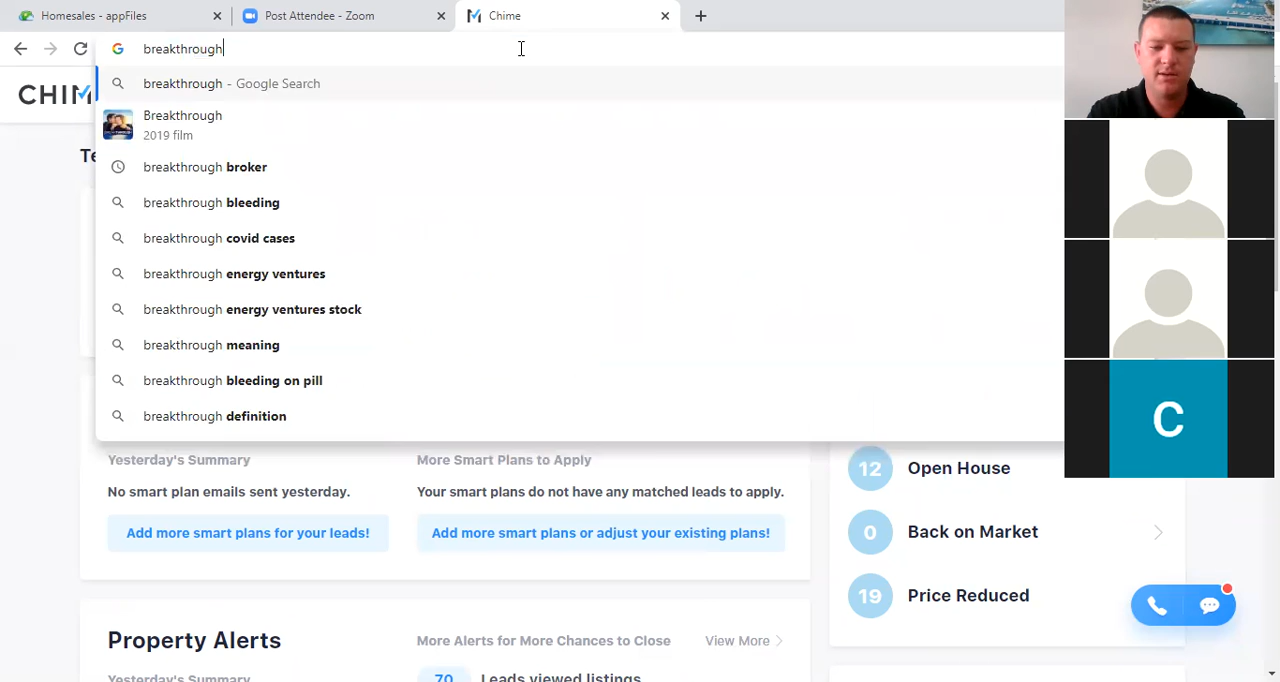 Homesales - appFiles
Post Attendee - Zoom
Chime
breakthrough
CHIM
breakthrough - Google Search
Breakthrough
2019 film
breakthrough broker
breakthrough bleeding
breakthrough covid cases
breakthrough energy ventures
breakthrough energy ventures stock
breakthrough meaning
breakthrough bleeding on pill
breakthrough definition
Yesterday's Summary
More Smart Plans to Apply
No smart plan emails sent yesterday.
Your smart plans do not have any matched leads to apply.
Add more smart plans for your leads!
Add more smart plans or adjust your existing plans!
12 Open House
0 Back on Market
19 Price Reduced
Property Alerts
More Alerts for More Chances to Close
View More
Yesterday's Summary
70 Leads viewed listings
C